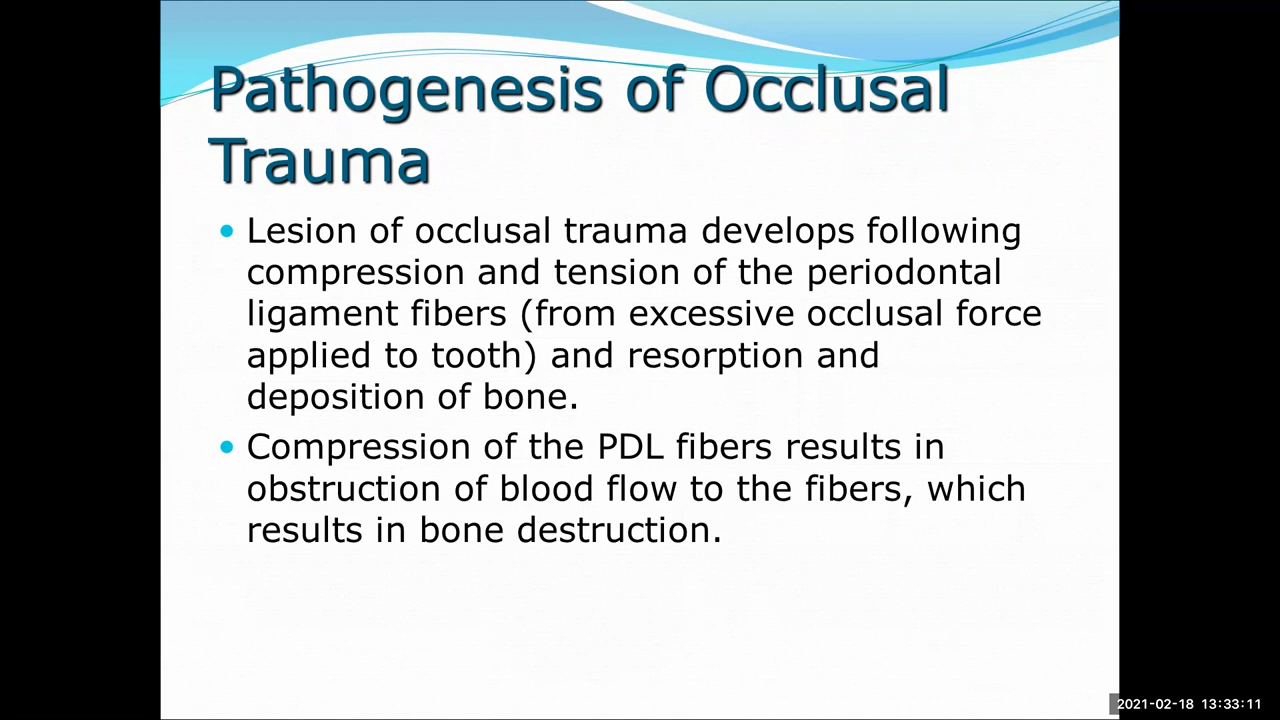 Pathogenesis of Occlusal
Trauma
• Lesion of occlusal trauma develops following
compression and tension of the periodontal
ligament fibers (from excessive occlusal force
applied to tooth) and resorption and
deposition of bone.
• Compression of the PDL fibers results in
obstruction of blood flow to the fibers, which
results in bone destruction.
2021-02-18 13:33:11